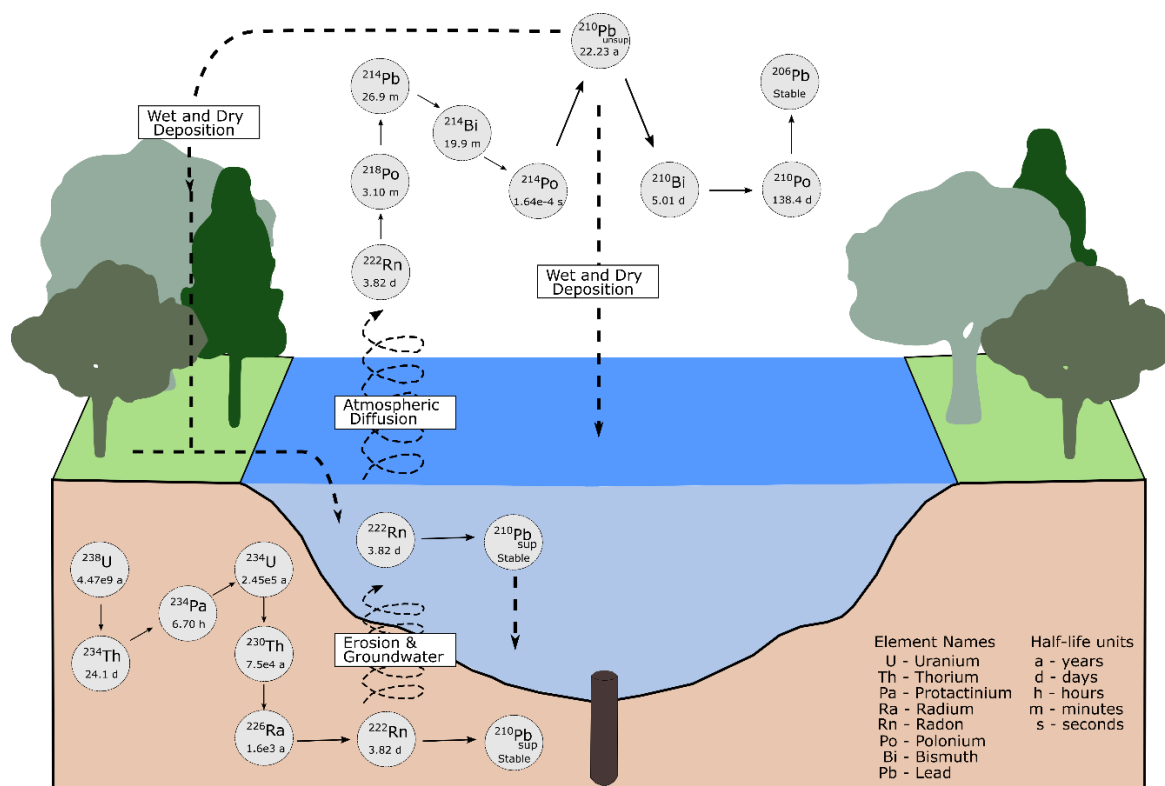 ²¹⁰Pb
unsup
22.23 a
²¹⁴Pb
26.9 m
²⁰⁶Pb
Stable
Wet and Dry
Deposition
²¹⁴Bi
19.9 m
²¹⁸Po
3.10 m
²¹⁴Po
1.64e-4 s
²¹⁰Bi
5.01 d
²¹⁰Po
138.4 d
²²²Rn
3.82 d
Wet and Dry
Deposition
Atmospheric
Diffusion
²²²Rn
3.82 d
²¹⁰Pb
sup
Stable
²³⁸U
4.47e9 a
²³⁴U
2.45e5 a
²³⁴Pa
6.70 h
²³⁴Th
24.1 d
²³⁰Th
7.5e4 a
Erosion &
Groundwater
²²⁶Ra
1.6e3 a
²²²Rn
3.82 d
²¹⁰Pb
sup
Stable
Element Names
U - Uranium
Th - Thorium
Pa - Protactinium
Ra - Radium
Rn - Radon
Po - Polonium
Bi - Bismuth
Pb - Lead
Half-life units
a - years
d - days
h - hours
m - minutes
s - seconds